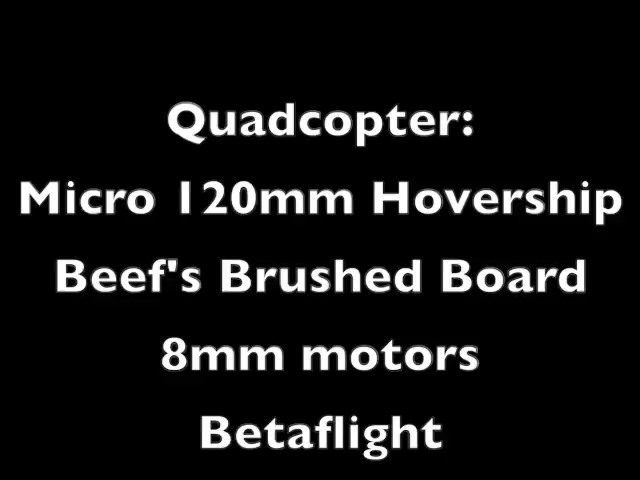 Quadcopter:
Micro 120mm Hovership
Beef's Brushed Board
8mm motors
Betaflight